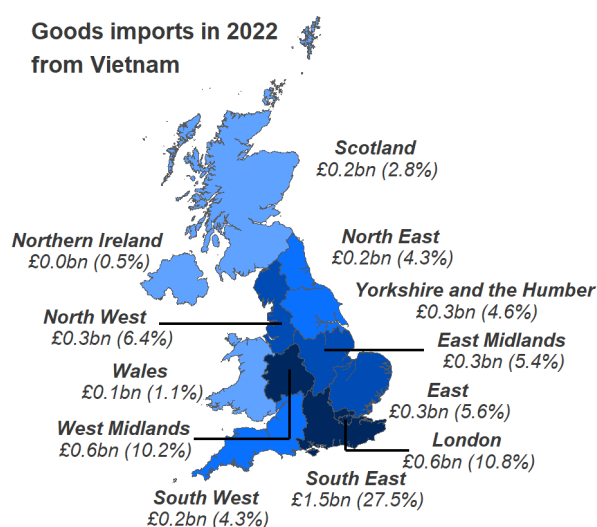 Goods imports in 2022
from Vietnam
Scotland
£0.2bn (2.8%)
Northern Ireland
£0.0bn (0.5%)
North East
£0.2bn (4.3%)
Yorkshire and the Humber
£0.3bn (4.6%)
North West
£0.3bn (6.4%)
East Midlands
£0.3bn (5.4%)
Wales
£0.1bn (1.1%)
East
£0.3bn (5.6%)
West Midlands
£0.6bn (10.2%)
London
£0.6bn (10.8%)
South East
£1.5bn (27.5%)
South West
£0.2bn (4.3%)